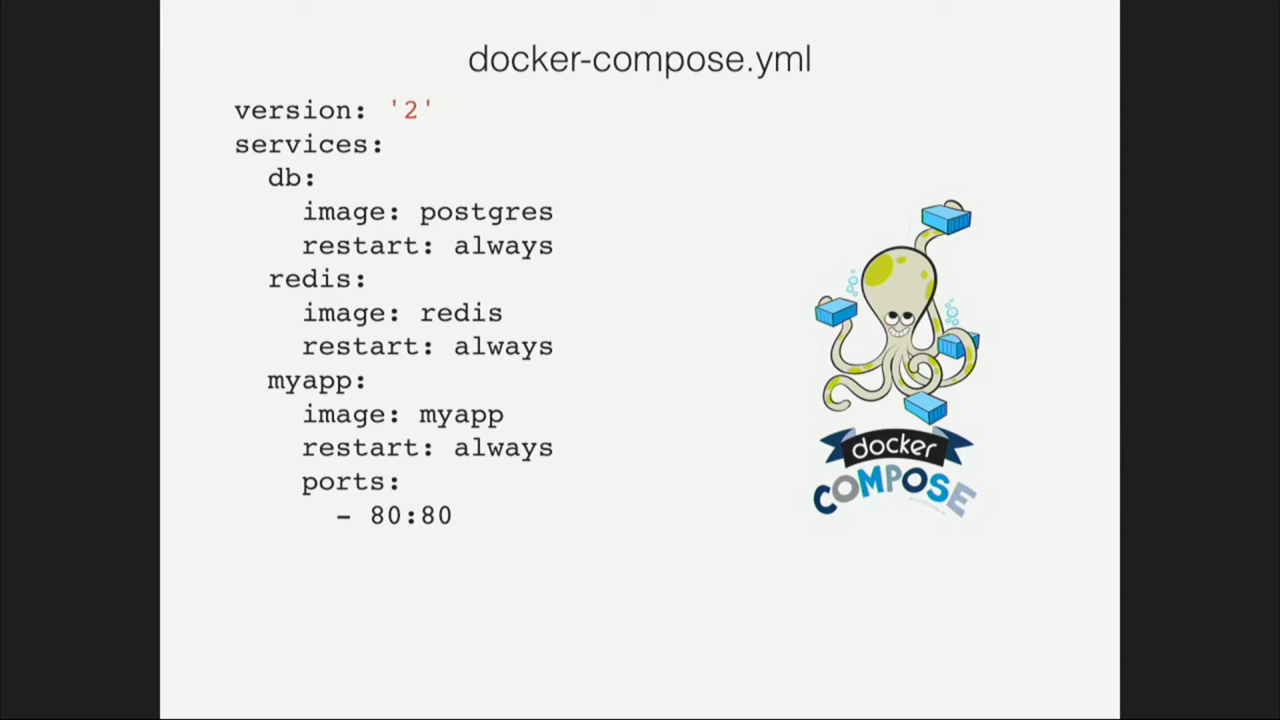 docker-compose.yml
version: '2'
services:
  db:
    image: postgres
    restart: always
  redis:
    image: redis
    restart: always
  myapp:
    image: myapp
    restart: always
    ports:
      - 80:80
docker
COMPOSE